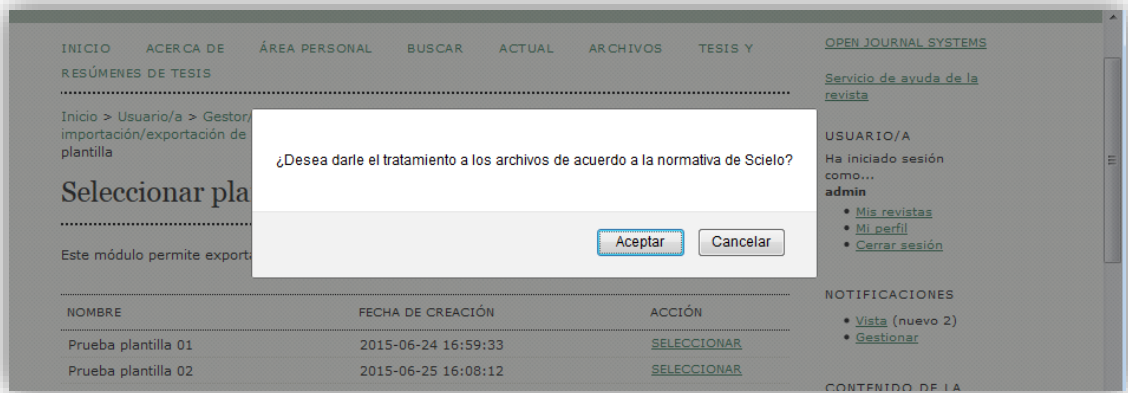 INICIO ACERCA DE ÁREA PERSONAL BUSCAR ACTUAL ARCHIVOS TESIS Y
RESÚMENES DE TESIS
Inicio > Usuario/a > Gestor/
importación/exportación de
plantilla
Seleccionar pla
Este módulo permite export
¿Desea darle el tratamiento a los archivos de acuerdo a la normativa de Scielo?
Aceptar Cancelar
NOMBRE FECHA DE CREACIÓN ACCIÓN
Prueba plantilla 01 2015-06-24 16:59:33 SELECCIONAR
Prueba plantilla 02 2015-06-25 16:08:12 SELECCIONAR
OPEN JOURNAL SYSTEMS
Servicio de ayuda de la
revista
USUARIO/A
Ha iniciado sesión
como...
admin
Mis revistas
Mi perfil
Cerrar sesión
NOTIFICACIONES
Vista (nuevo 2)
Gestionar
CONTENIDO DE LA